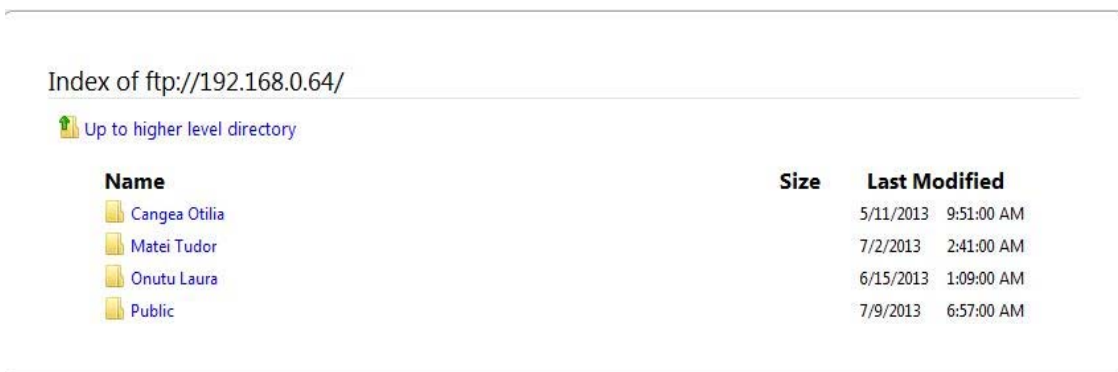 Index of ftp://192.168.0.64/
Up to higher level directory
Name Size Last Modified
Cangea Otilia 5/11/2013 9:51:00 AM
Matei Tudor 7/2/2013 2:41:00 AM
Onutu Laura 6/15/2013 1:09:00 AM
Public 7/9/2013 6:57:00 AM